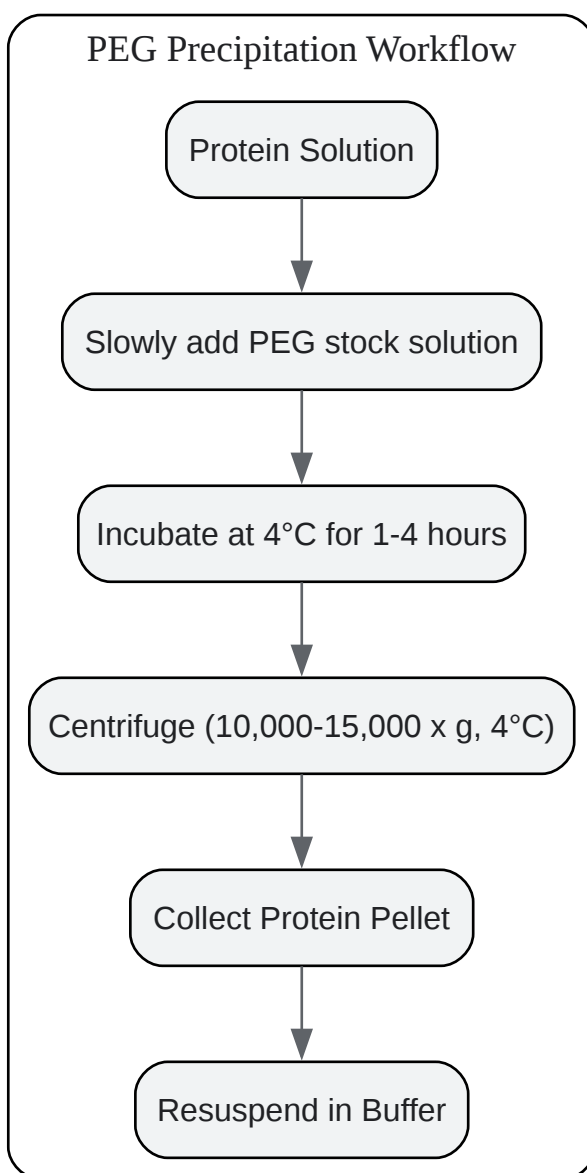 PEG Precipitation Workflow
Protein Solution
Slowly add PEG stock solution
Incubate at 4°C for 1-4 hours
Centrifuge (10,000-15,000 x g, 4°C)
Collect Protein Pellet
Resuspend in Buffer